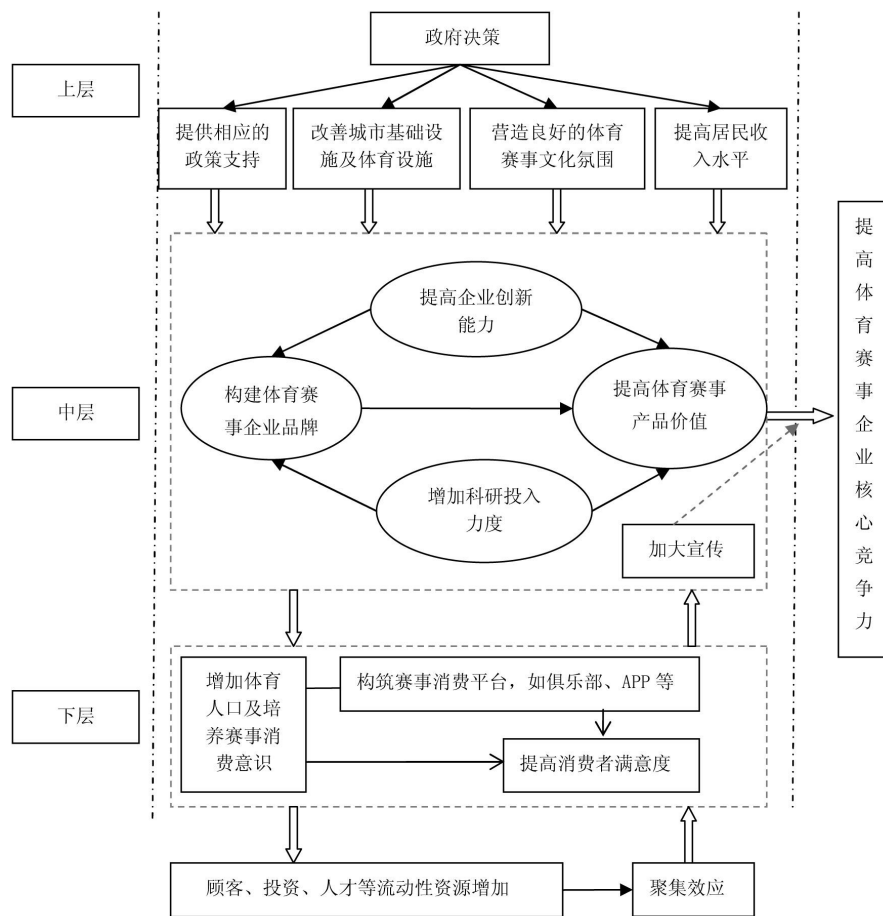 政府决策
上层
提供相应的
政策支持
改善城市基础设
施及体育设施
营造良好的体育
赛事文化氛围
提高居民收
入水平
提高企业创新
能力
中层
构建体育赛
事企业品牌
提高体育赛事
产品价值
增加科研投入
力度
加大宣传
提高体育赛事企业核心竞争力
下层
增加体育
人口及培
养赛事消
费意识
构筑赛事消费平台，如俱乐部、APP 等
提高消费者满意度
顾客、投资、人才等流动性资源增加
聚集效应